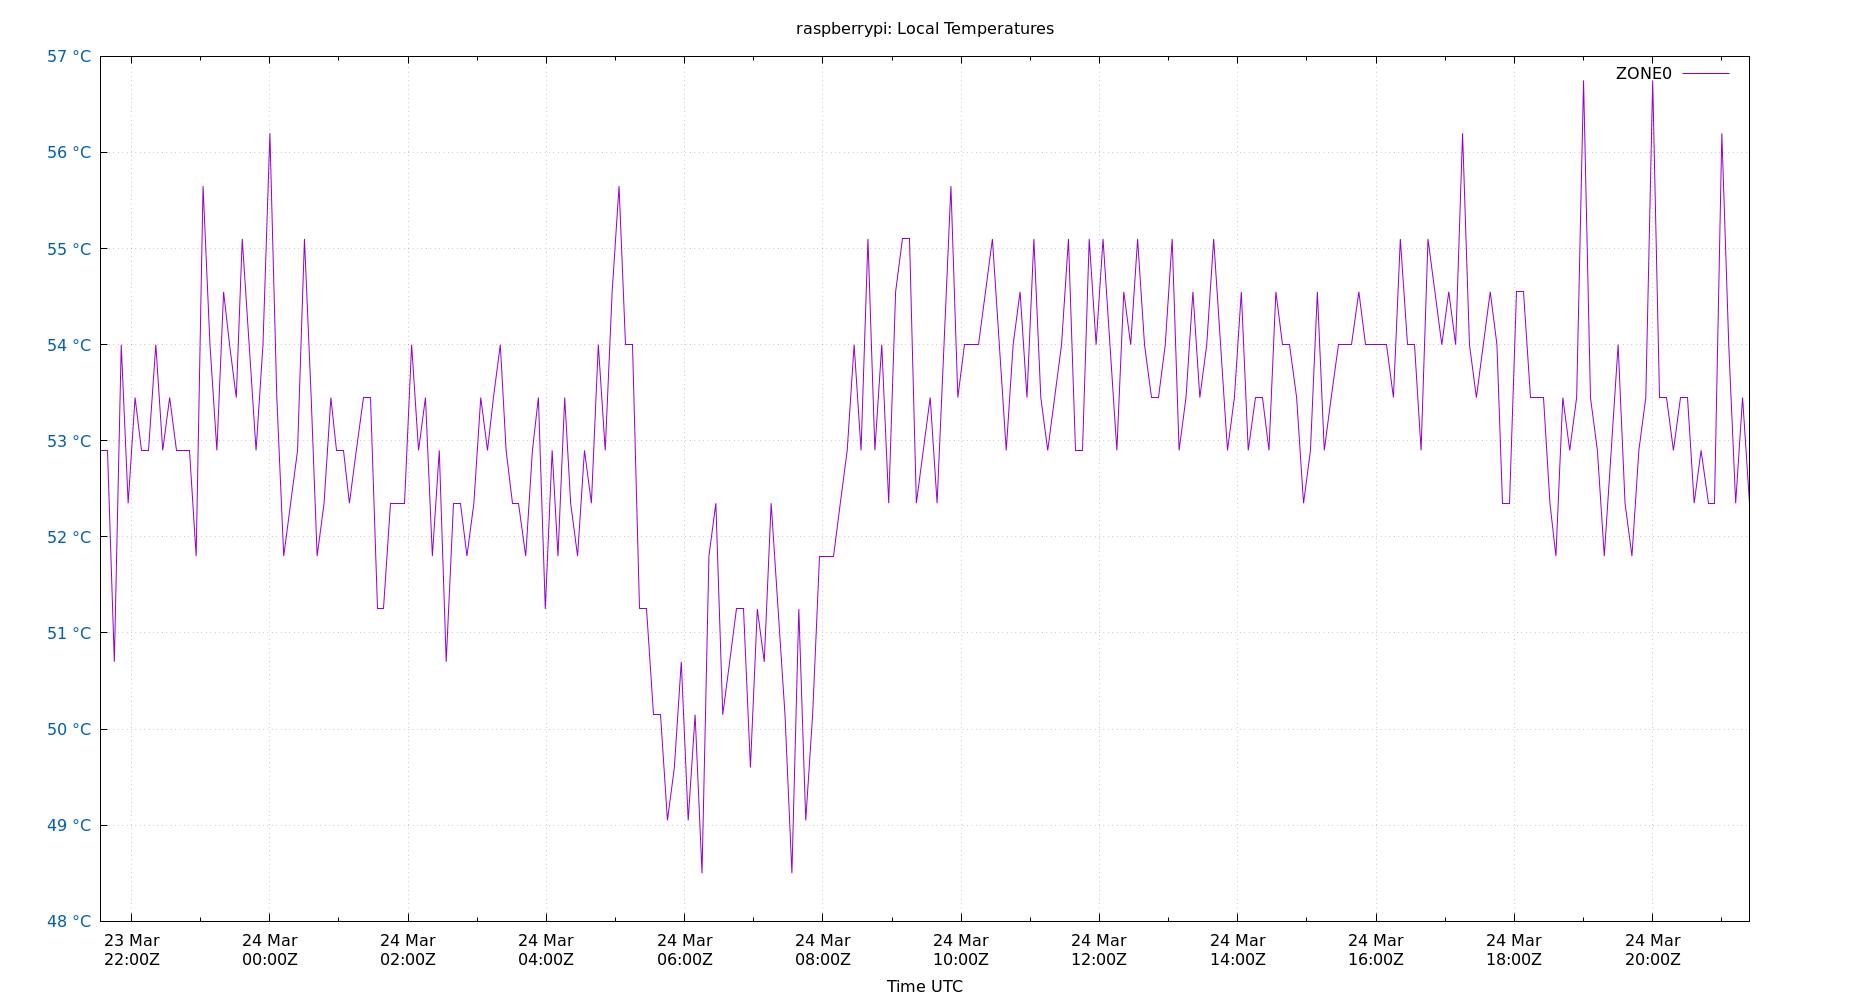 raspberrypi: Local Temperatures
57 °C
ZONE0
56 °C
55 °C
54 °C
53 °C
52 °C
51 °C
50 °C
49 °C
48 °C
23 Mar 24 Mar 24 Mar 24 Mar 24 Mar 24 Mar 24 Mar 24 Mar 24 Mar 24 Mar 24 Mar 24 Mar
22:00Z 00:00Z 02:00Z 04:00Z 06:00Z 08:00Z 10:00Z 12:00Z 14:00Z 16:00Z 18:00Z 20:00Z
Time UTC